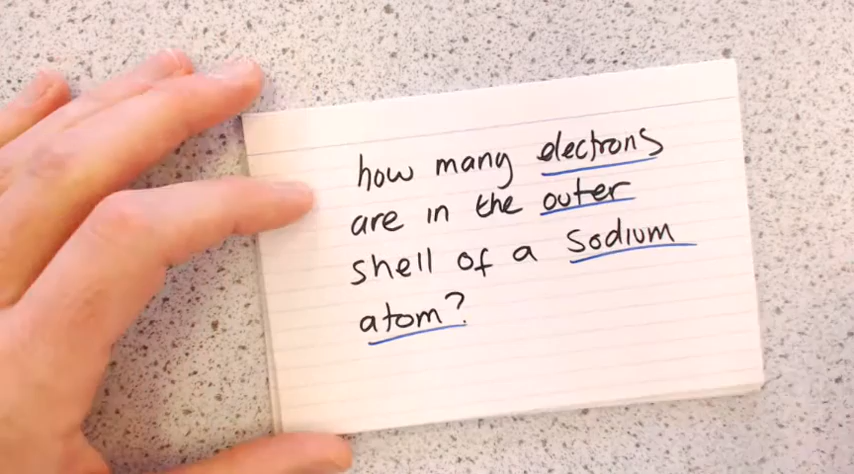 how many electrons
are in the outer
shell of a sodium
atom?